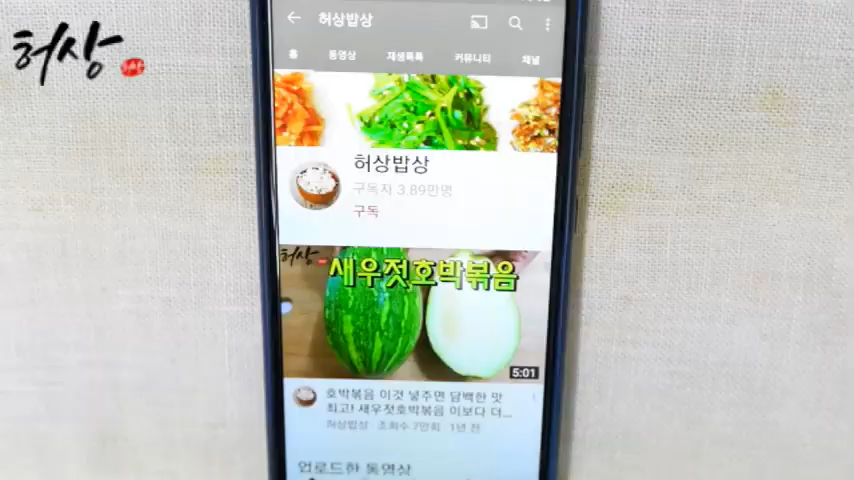 허상
허상밥상
홈 동영상 재생목록 커뮤니티 채널
허상밥상
구독자 3.89만명
구독
허상
새우젓호박볶음
5:01
호박볶음 이것 넣주면 담백한 맛
최고! 새우젓호박볶음 이보다 더...
허상밥상 · 조회수 7만회 · 1년 전
업로드한 동영상